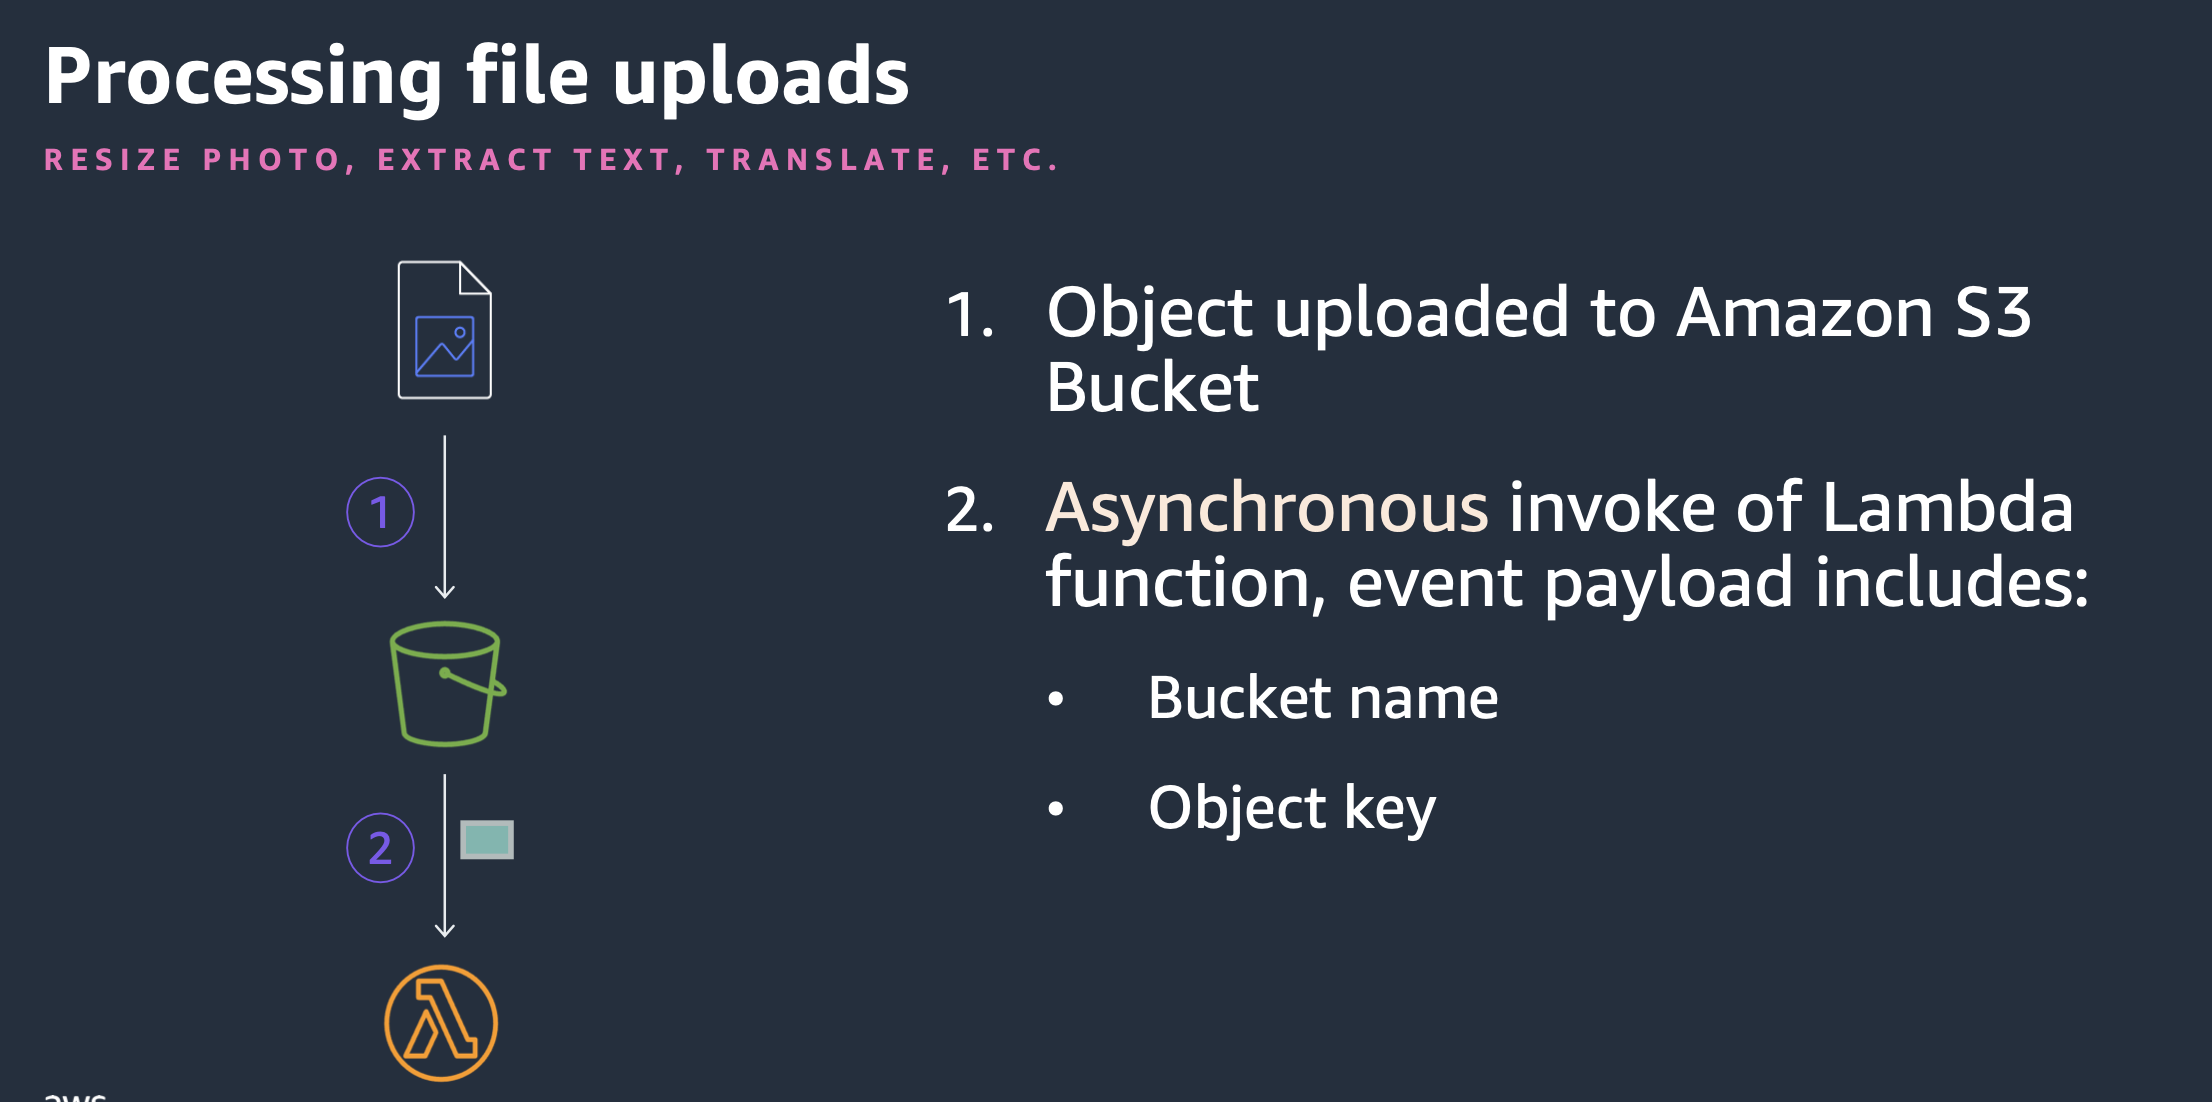 Processing file uploads
RESIZE PHOTO, EXTRACT TEXT, TRANSLATE, ETC.
1
2
1. Object uploaded to Amazon S3
Bucket
2. Asynchronous invoke of Lambda
function, event payload includes:
• Bucket name
• Object key
aws